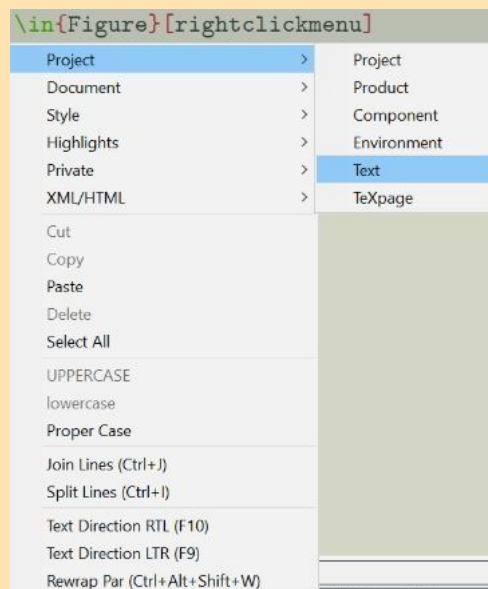 \in{Figure}[rightclickmenu]
Project >
Document >
Style >
Highlights >
Private >
XML/HTML >
Cut
Copy
Paste
Delete
Select All
UPPERCASE
lowercase
Proper Case
Join Lines (Ctrl+J)
Split Lines (Ctrl+I)
Text Direction RTL (F10)
Text Direction LTR (F9)
Rewrap Par (Ctrl+Alt+Shift+W)
Project
Product
Component
Environment
Text
TeXpage